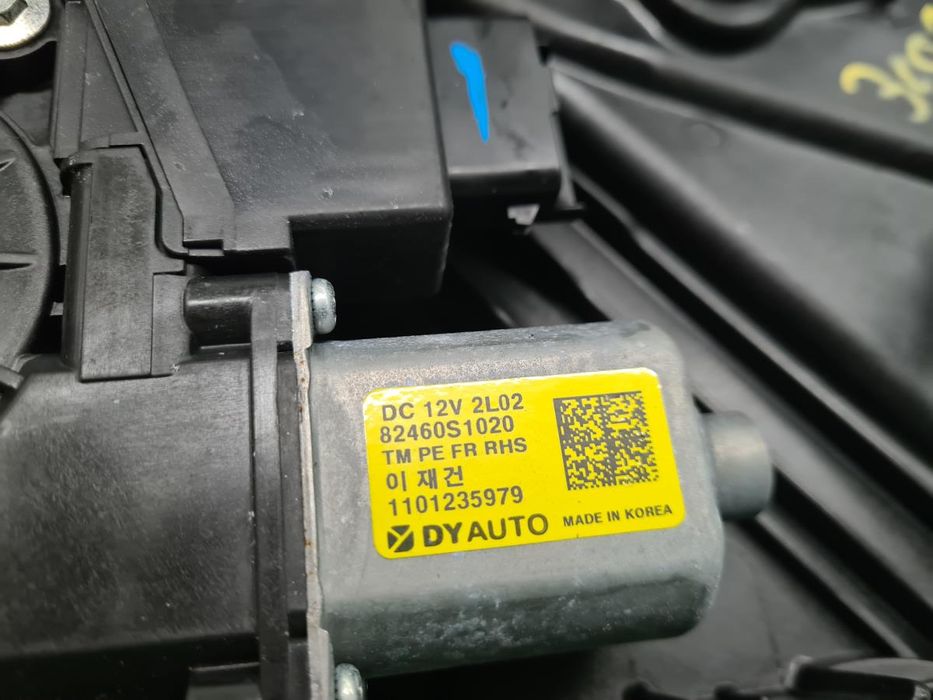 DC 12V 2L02
82460S1020
TM PE FR RHS
이재건
1101235979
DYAUTO MADE IN KOREA